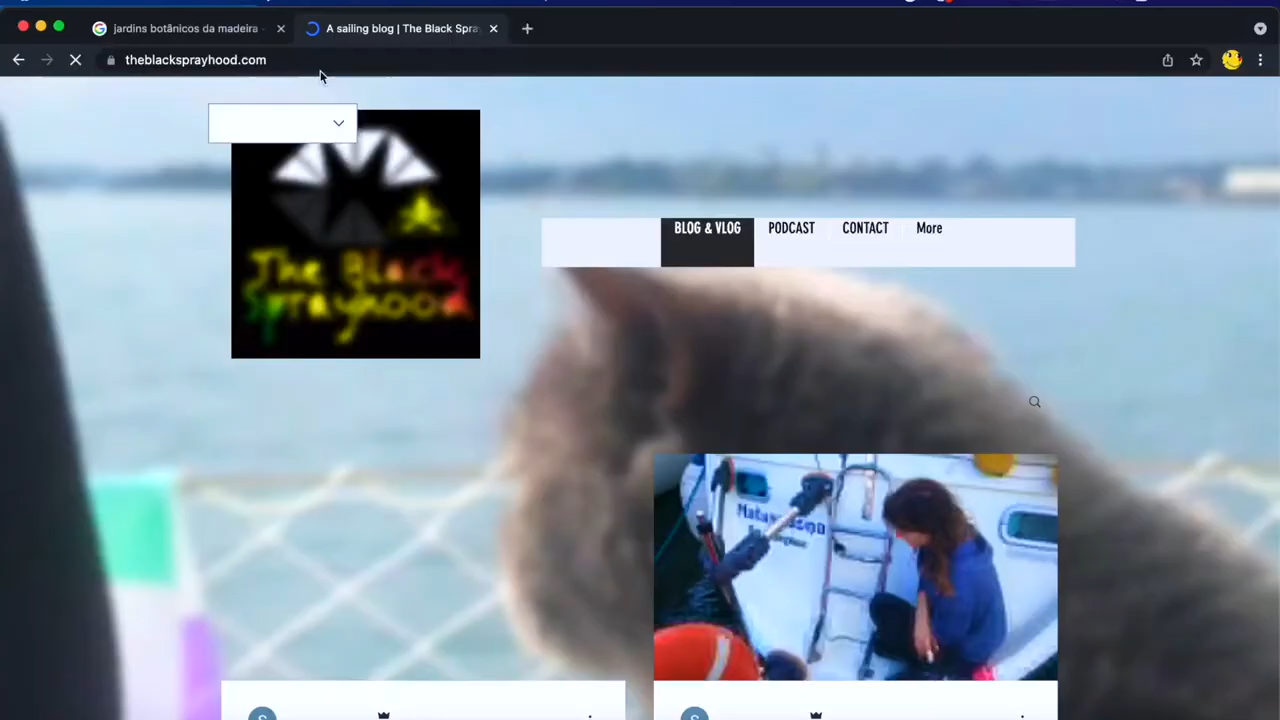 jardins botânicos da madeira -
A sailing blog | The Black Spra
theblacksprayhood.com
The Black
Sprayhood
BLOG & VLOG
PODCAST
CONTACT
More
S
S